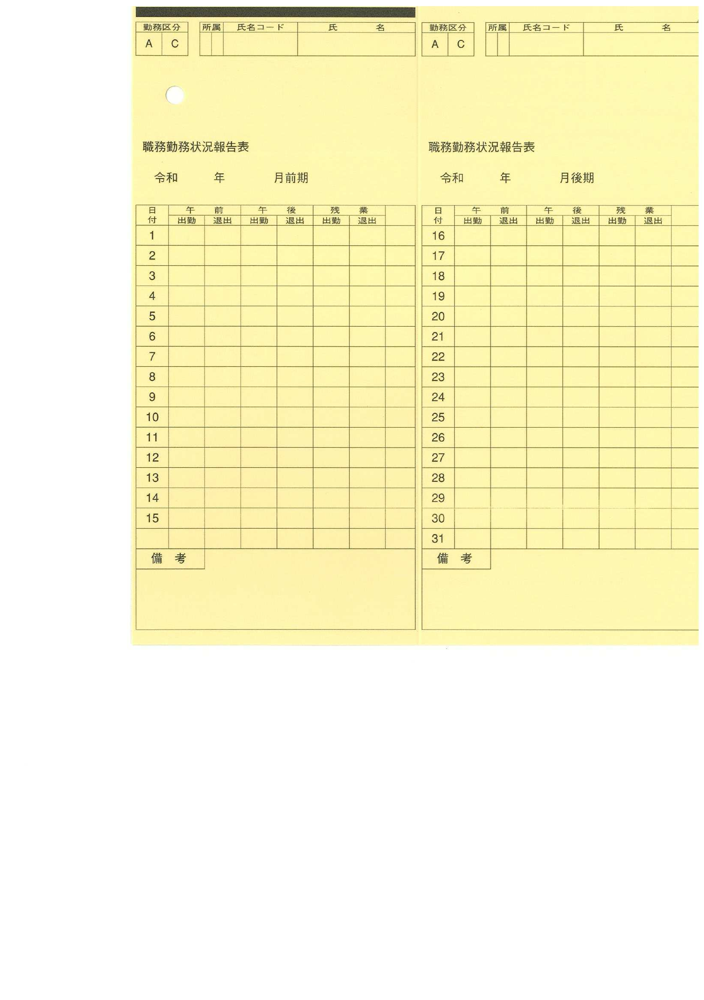 勤務区分 所属 氏名コード 氏 名
A C
職務勤務状況報告表
令和 年 月前期
日付 午前 午後 残業
出勤 退出 出勤 退出 出勤 退出
1
2
3
4
5
6
7
8
9
10
11
12
13
14
15
備考
勤務区分 所属 氏名コード 氏 名
A C
職務勤務状況報告表
令和 年 月後期
日付 午前 午後 残業
出勤 退出 出勤 退出 出勤 退出
16
17
18
19
20
21
22
23
24
25
26
27
28
29
30
31
備考